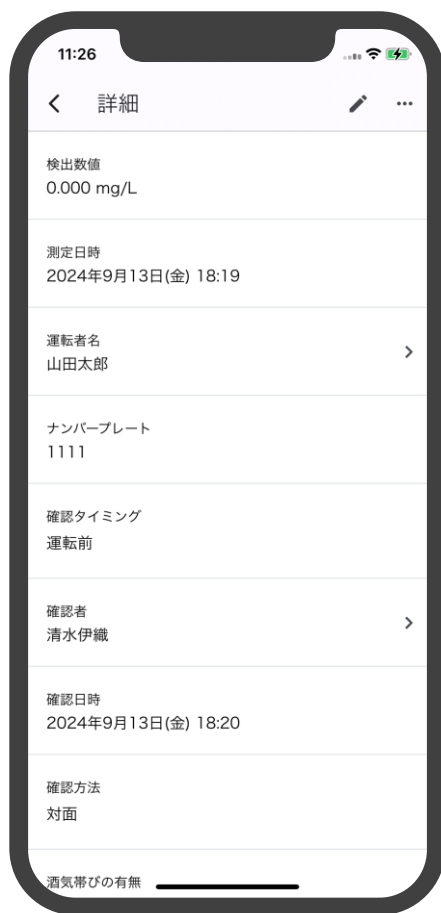 11:26
詳細
検出数値
0.000 mg/L
測定日時
2024年9月13日(金) 18:19
運転者名
山田太郎
ナンバープレート
1111
確認タイミング
運転前
確認者
清水伊織
確認日時
2024年9月13日(金) 18:20
確認方法
対面
酒気帯びの有無